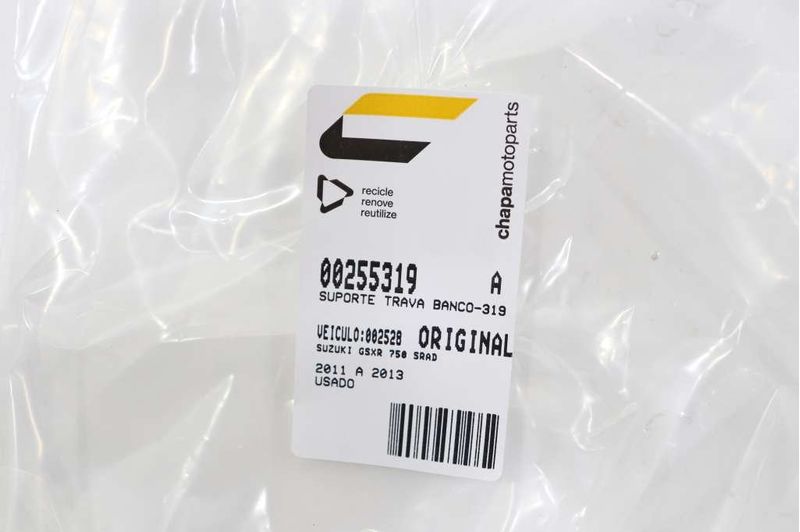 chapamotoparts
recicle
renove
reutilize
00255319 A
SUPORTE TRAVA BANCO-319
VEICULO:002528 ORIGINAL
SUZUKI GSXR 750 SRAD
2011 A 2013
USADO